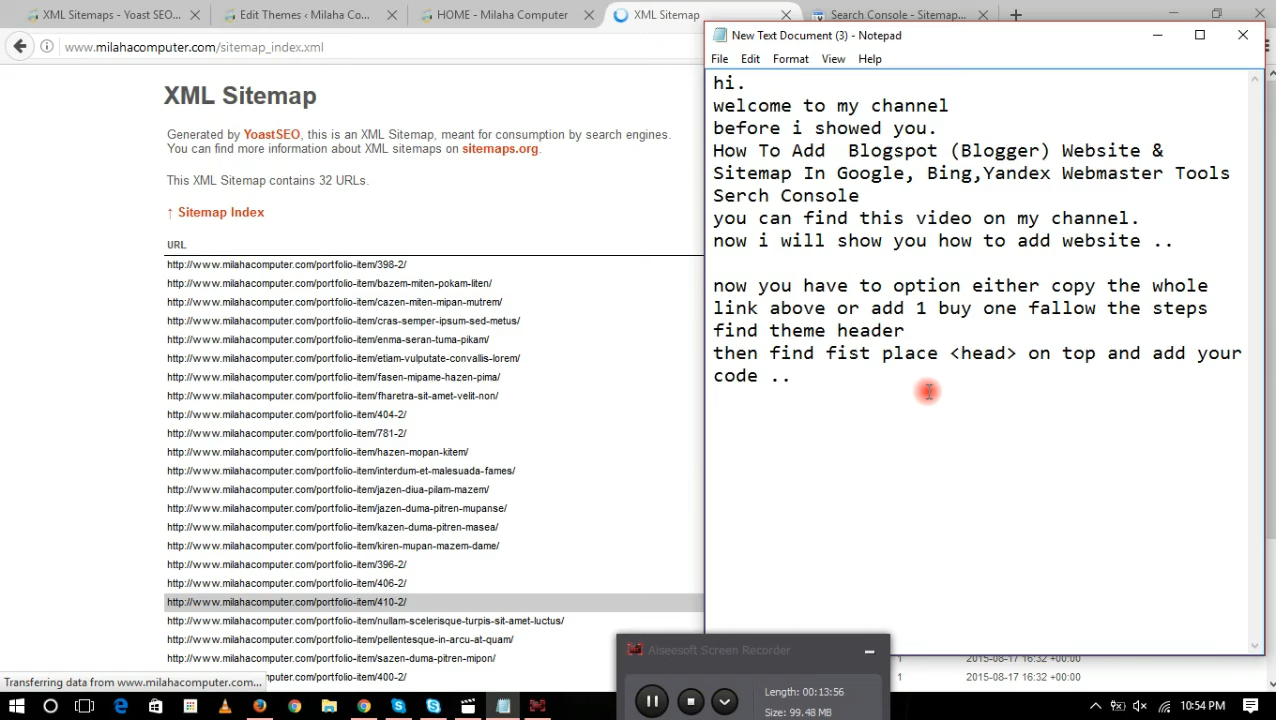 XML Sitemaps - Yoast SEO...
Edit Themes ‹ Milaha Co...
HOME - Milaha Computer
XML Sitemap
Search Console - Sitemap...
www.milahacomputer.com/sitemap_index.xml
XML Sitemap
Generated by YoastSEO, this is an XML Sitemap, meant for consumption by search engines.
You can find more information about XML sitemaps on sitemaps.org.
This XML Sitemap contains 32 URLs.
↑ Sitemap Index
URL
http://www.milahacomputer.com/portfolio-item/398-2/
http://www.milahacomputer.com/portfolio-item/bazem-miten-pokam-liten/
http://www.milahacomputer.com/portfolio-item/cazen-miten-mipan-mutrem/
http://www.milahacomputer.com/portfolio-item/cras-semper-ipsum-sed-metus/
http://www.milahacomputer.com/portfolio-item/enma-seran-tuma-pikam/
http://www.milahacomputer.com/portfolio-item/etiam-vulputate-convallis-lorem/
http://www.milahacomputer.com/portfolio-item/fasen-mipame-hazen-pima/
http://www.milahacomputer.com/portfolio-item/fharetra-sit-amet-velit-non/
http://www.milahacomputer.com/portfolio-item/404-2/
http://www.milahacomputer.com/portfolio-item/781-2/
http://www.milahacomputer.com/portfolio-item/hazen-mopan-kitem/
http://www.milahacomputer.com/portfolio-item/interdum-et-malesuada-fames/
http://www.milahacomputer.com/portfolio-item/jazen-diua-pilam-mazem/
http://www.milahacomputer.com/portfolio-item/jazen-duma-pitren-mupanse/
http://www.milahacomputer.com/portfolio-item/kazen-duma-pitren-masea/
http://www.milahacomputer.com/portfolio-item/kiren-mupan-mazem-dame/
http://www.milahacomputer.com/portfolio-item/396-2/
http://www.milahacomputer.com/portfolio-item/406-2/
http://www.milahacomputer.com/portfolio-item/410-2/
http://www.milahacomputer.com/portfolio-item/nullam-scelerisque-turpis-sit-amet-luctus/
http://www.milahacomputer.com/portfolio-item/pellentesque-in-arcu-at-quam/
http://www.milahacomputer.com/portfolio-item/sazen-duma-pitren-mipon/
http://www.milahacomputer.com/portfolio-item/400-2/
1 2015-08-17 16:32 +00:00
1 2015-08-17 16:32 +00:00
Transferring data from www.milahacomputer.com...
New Text Document (3) - Notepad
File Edit Format View Help
hi.
welcome to my channel
before i showed you.
How To Add  Blogspot (Blogger) Website &
Sitemap In Google, Bing,Yandex Webmaster Tools
Serch Console
you can find this video on my channel.
now i will show you how to add website ..
now you have to option either copy the whole
link above or add 1 buy one fallow the steps
find theme header
then find fist place <head> on top and add your
code ..
Aiseesoft Screen Recorder
Length: 00:13:56
Size: 99.48 MB
10:54 PM